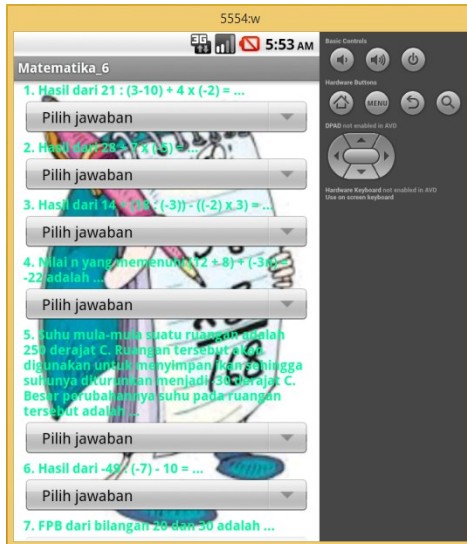 5554:w
3G 5:53 AM
Matematika_6
1. Hasil dari 21 : (3-10) + 4 x (-2) = ...
Pilih jawaban
2. Hasil dari 28 + 7 x (-5) = ...
Pilih jawaban
3. Hasil dari 14 + (18 : (-3)) - ((-2) x 3) = ...
Pilih jawaban
4. Nilai n yang memenuhi (12 + 8) + (-3n) =
-22 adalah ...
Pilih jawaban
5. Suhu mula-mula suatu ruangan adalah
250 derajat C. Ruangan tersebut akan
digunakan untuk menyimpan ikan sehingga
suhunya diturunkan menjadi -30 derajat C.
Besar perubahannya suhu pada ruangan
tersebut adalah ...
Pilih jawaban
6. Hasil dari -49 : (-7) - 10 = ...
Pilih jawaban
7. FPB dari bilangan 20 dan 30 adalah ...
Basic Controls
Hardware Buttons
MENU
DPAD not enabled in AVD
Hardware Keyboard not enabled in AVD
Use on screen keyboard